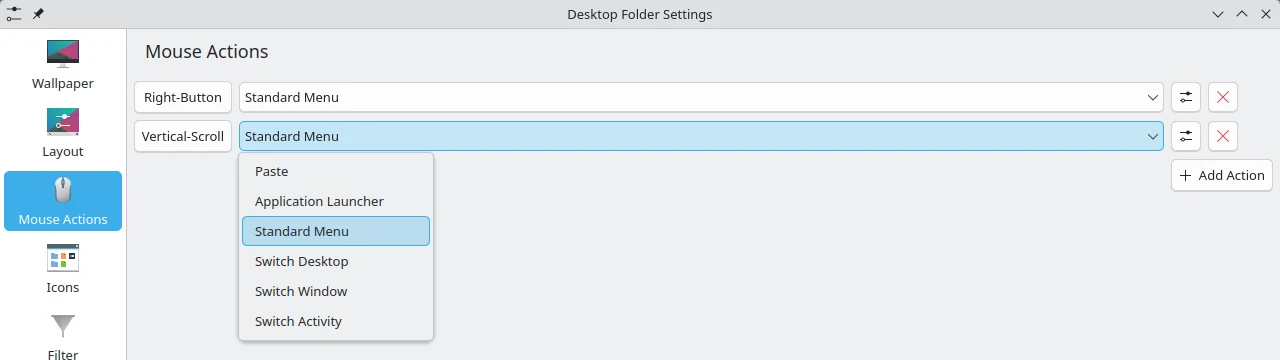 Desktop Folder Settings
Wallpaper
Layout
Mouse Actions
Icons
Filter
Mouse Actions
Right-Button
Standard Menu
Vertical-Scroll
Standard Menu
Paste
Application Launcher
Standard Menu
Switch Desktop
Switch Window
Switch Activity
Add Action